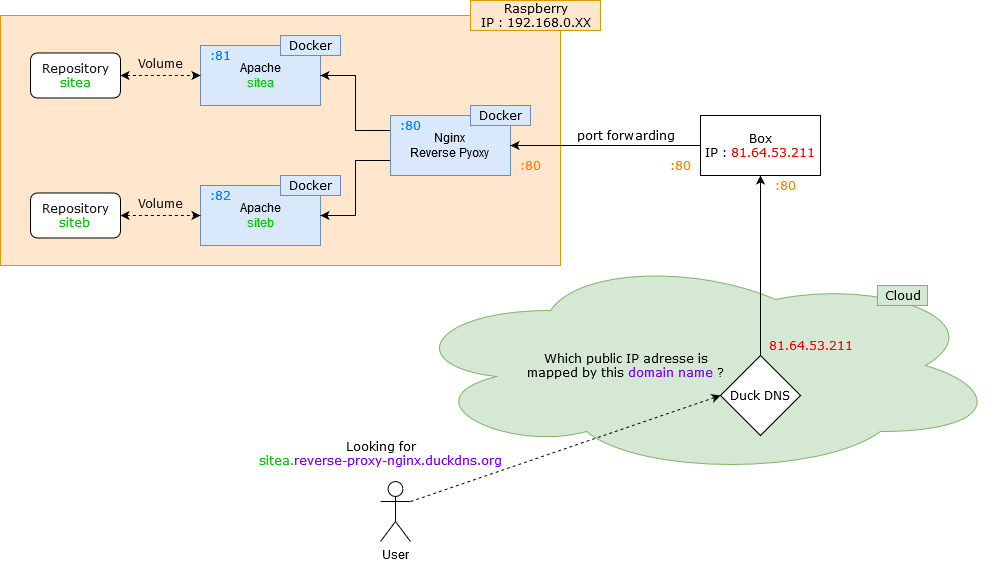 Raspberry
IP : 192.168.0.XX
Docker
:81
Apache
sitea
Repository
sitea
Volume
Docker
:80
Nginx
Reverse Pyoxy
:80
port forwarding
:80
Box
IP : 81.64.53.211
:80
Docker
:82
Apache
siteb
Repository
siteb
Volume
Cloud
81.64.53.211
Which public IP adresse is
mapped by this domain name ?
Duck DNS
Looking for
sitea.reverse-proxy-nginx.duckdns.org
User